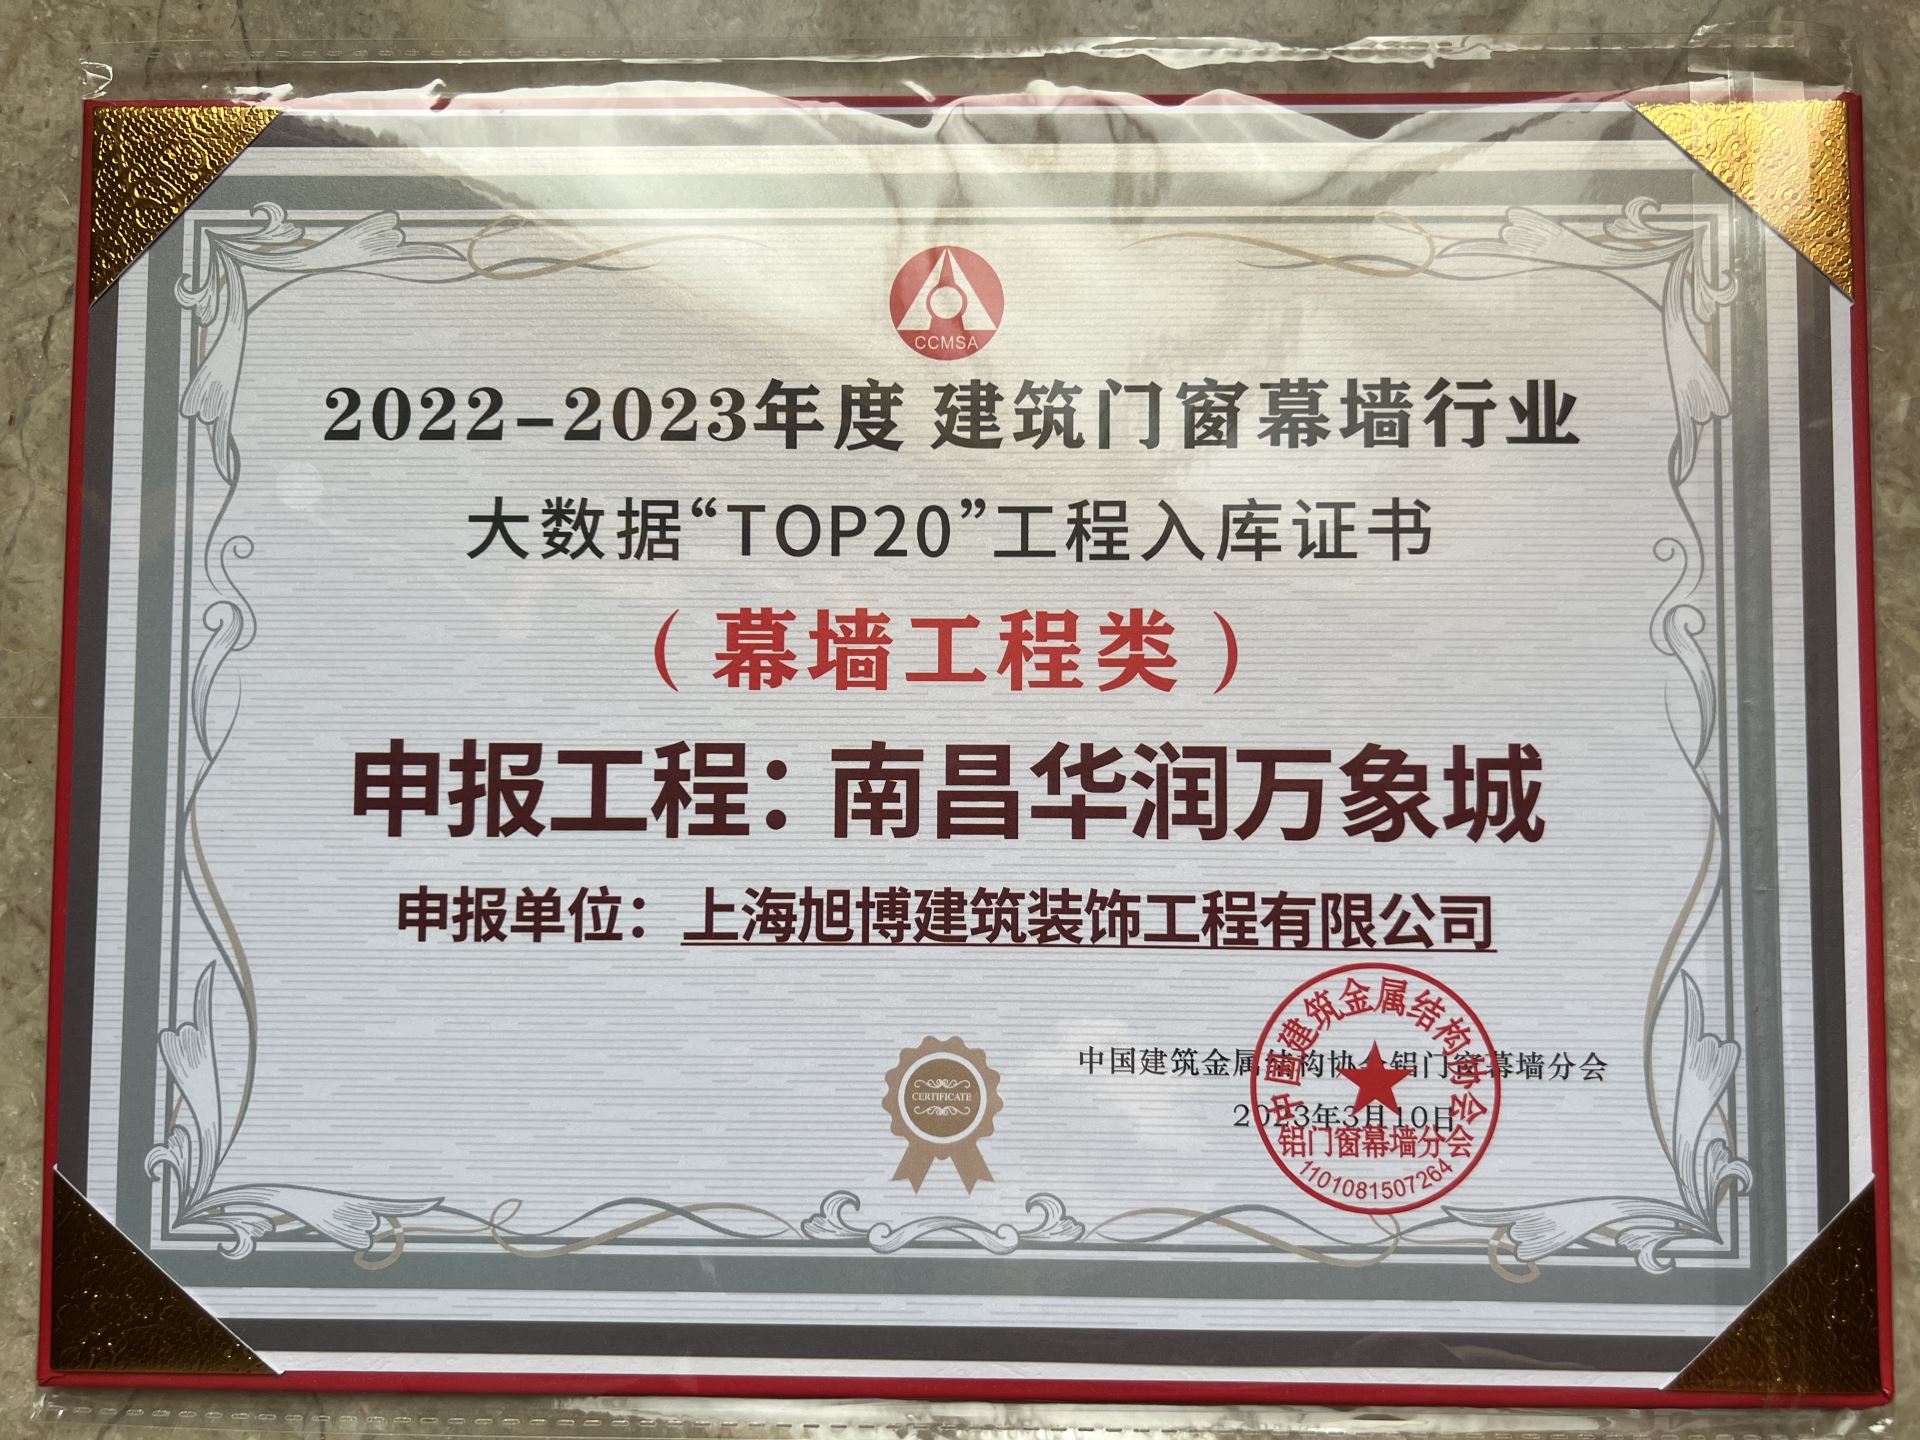 CCMSA
2022-2023年度 建筑门窗幕墙行业
大数据“TOP20”工程入库证书
（幕墙工程类）
申报工程：南昌华润万象城
申报单位：上海旭博建筑装饰工程有限公司
中国建筑金属结构协会铝门窗幕墙分会
2023年3月10日
CERTIFICATE
中国建筑金属结构协会
铝门窗幕墙分会
1101081507264